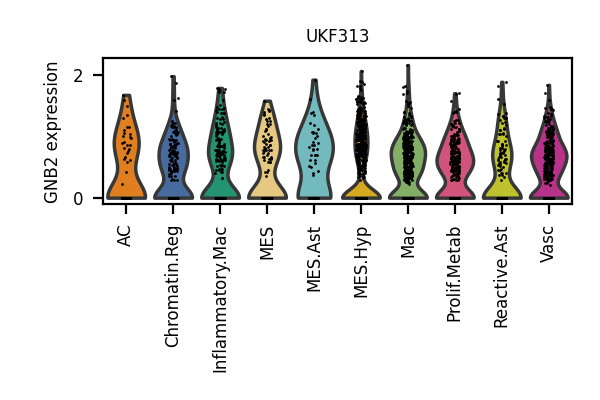 UKF313
GNB2 expression
2
0
AC
Chromatin.Reg
Inflammatory.Mac
MES
MES.Ast
MES.Hyp
Mac
Prolif.Metab
Reactive.Ast
Vasc